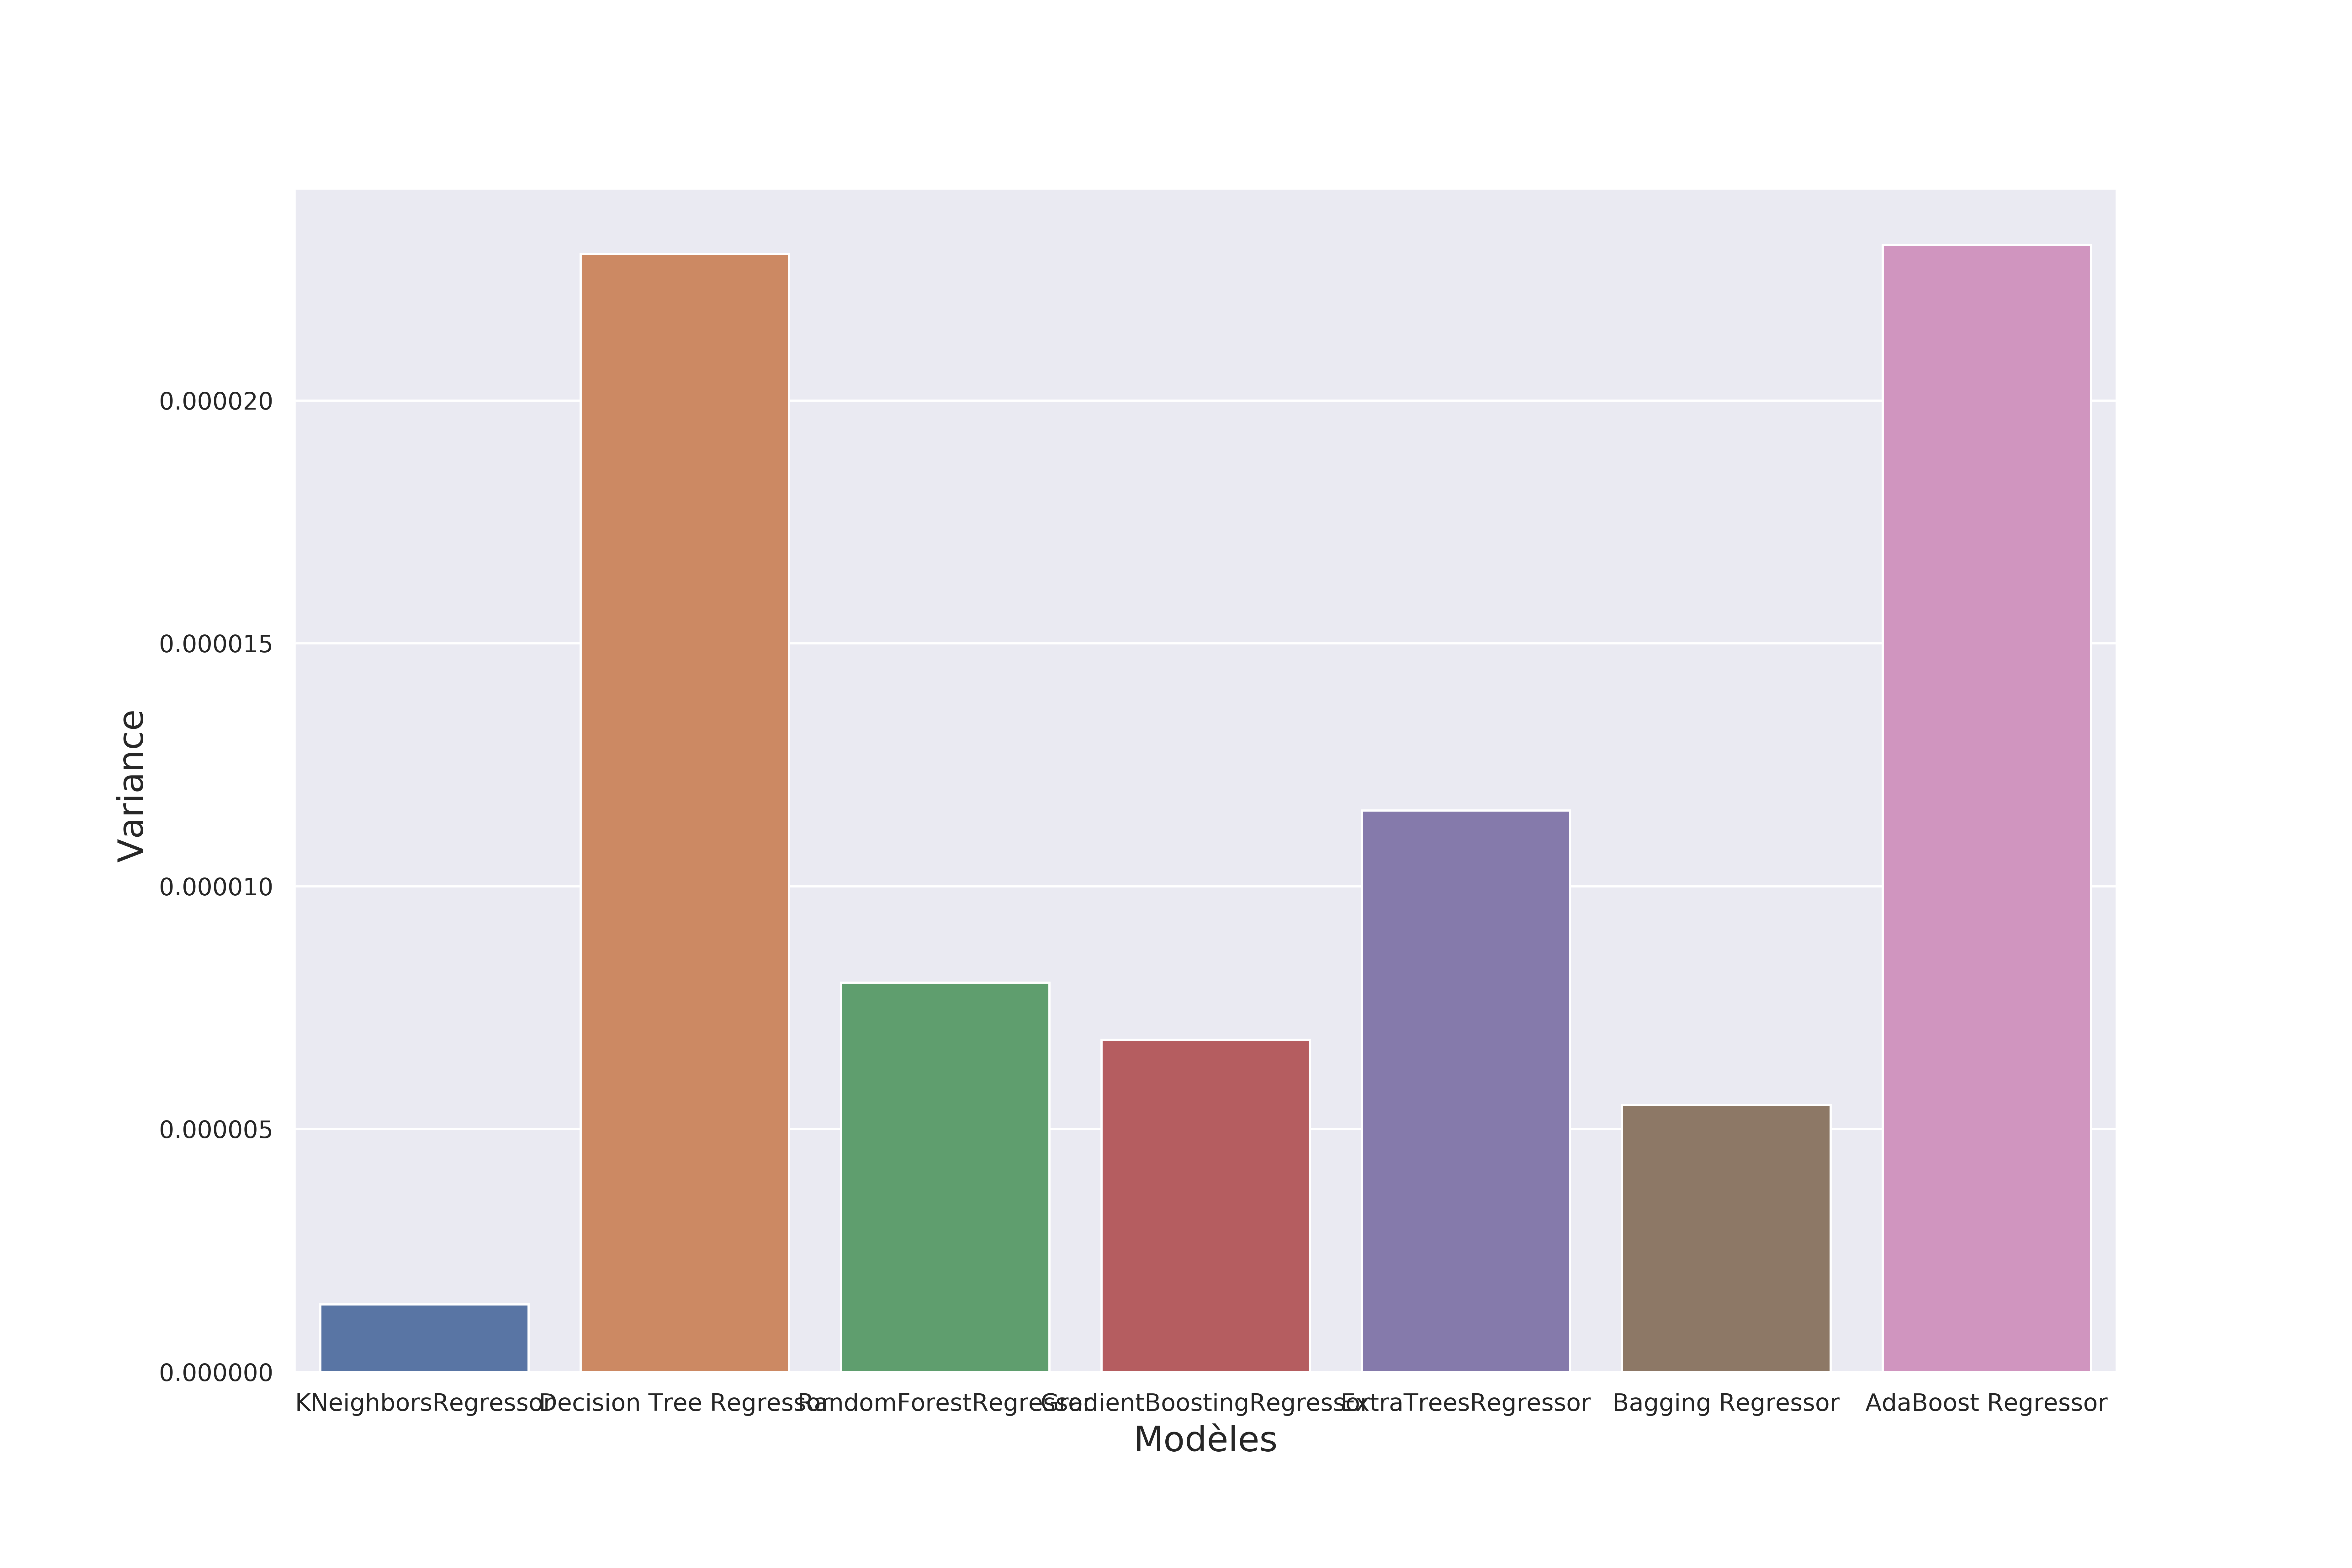 0.000020
0.000015
0.000010
0.000005
0.000000
Variance
KNeighborsRegressor Decision Tree Regressor RandomForestRegressor GradientBoostingRegressor ExtraTreesRegressor Bagging Regressor AdaBoost Regressor
Modèles